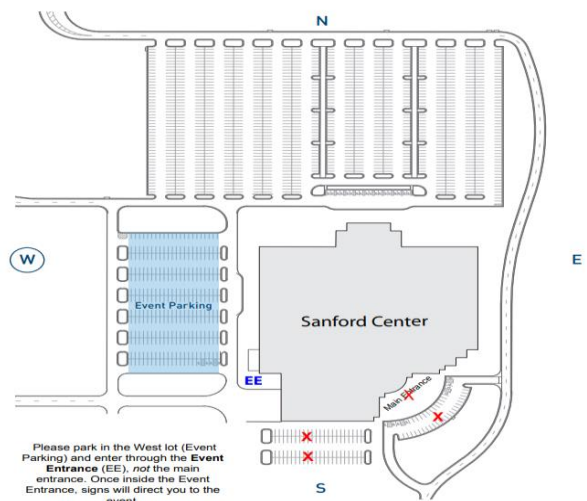 N
W
E
Event Parking
Sanford Center
Main Entrance
EE
Please park in the West lot (Event
Parking) and enter through the Event
Entrance (EE), not the main
entrance. Once inside the Event
Entrance, signs will direct you to the
event
S